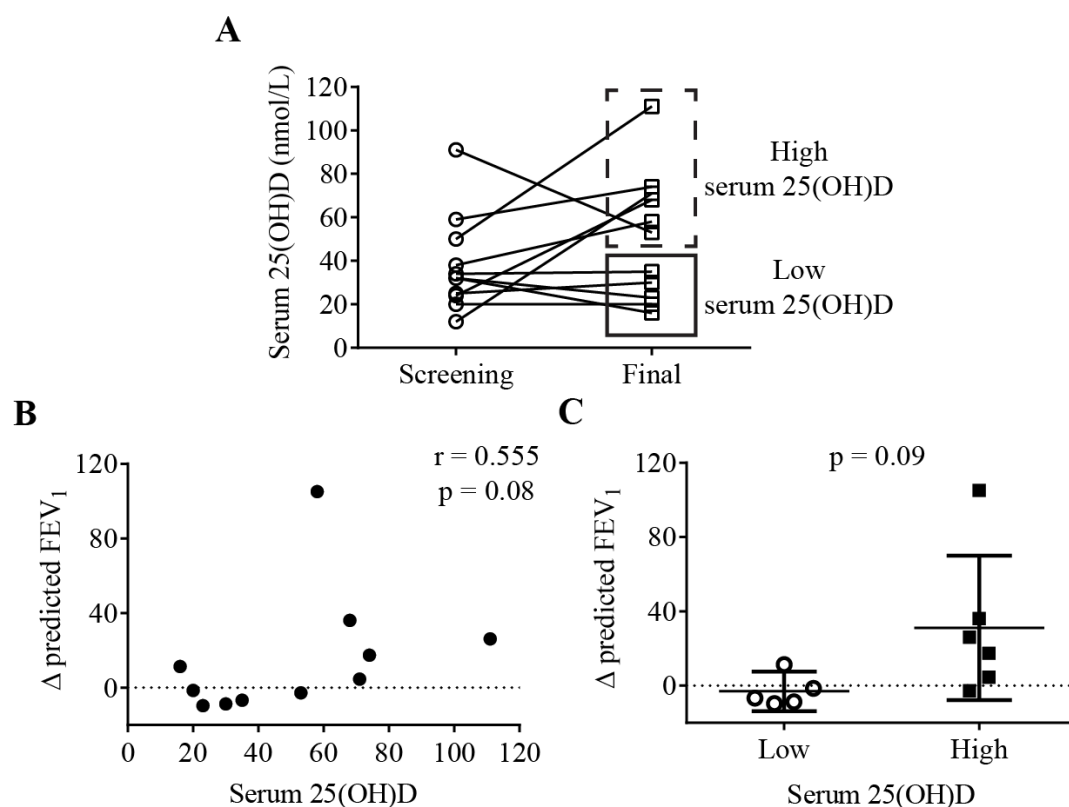 A
Serum 25(OH)D (nmol/L)
120
100
80
60
40
20
0
Screening
Final
High
serum 25(OH)D
Low
serum 25(OH)D
B
Δ predicted FEV₁
120
80
40
0
r = 0.555
p = 0.08
0
20
40
60
80
100
120
Serum 25(OH)D
C
Δ predicted FEV₁
120
80
40
0
p = 0.09
Low
High
Serum 25(OH)D